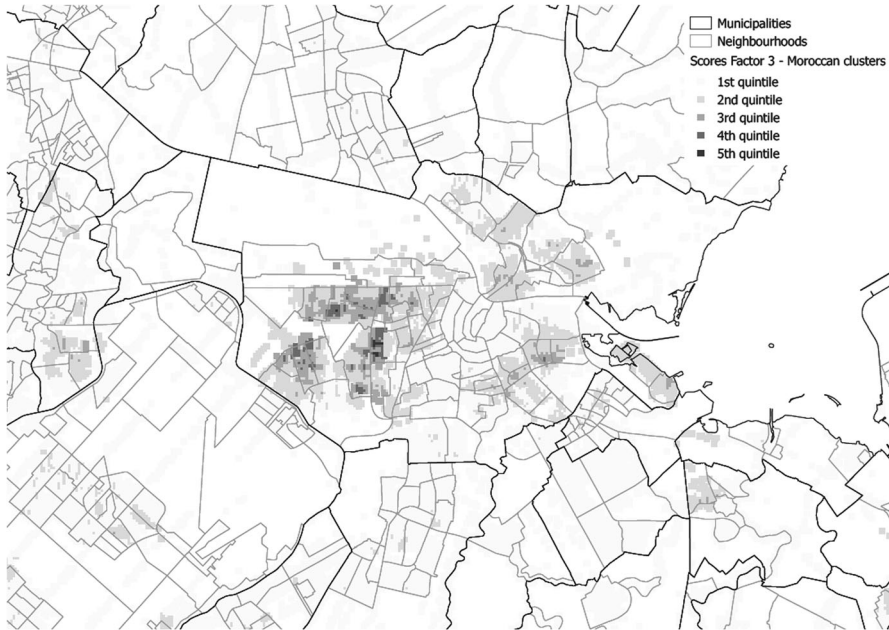 Municipalities
Neighbourhoods
Scores Factor 3 - Moroccan clusters
1st quintile
2nd quintile
3rd quintile
4th quintile
5th quintile